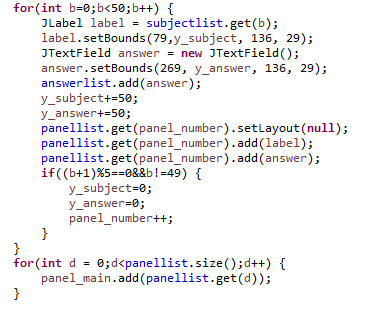 for(int b=0;b<50;b++) {
    JLabel label = subjectlist.get(b);
    label.setBounds(79,y_subject, 136, 29);
    JTextField answer = new JTextField();
    answer.setBounds(269, y_answer, 136, 29);
    answerlist.add(answer);
    y_subject+=50;
    y_answer+=50;
    panellist.get(panel_number).setLayout(null);
    panellist.get(panel_number).add(label);
    panellist.get(panel_number).add(answer);
    if((b+1)%5==0&&b!=49) {
        y_subject=0;
        y_answer=0;
        panel_number++;
    }
}
for(int d = 0;d<panellist.size();d++) {
    panel_main.add(panellist.get(d));
}